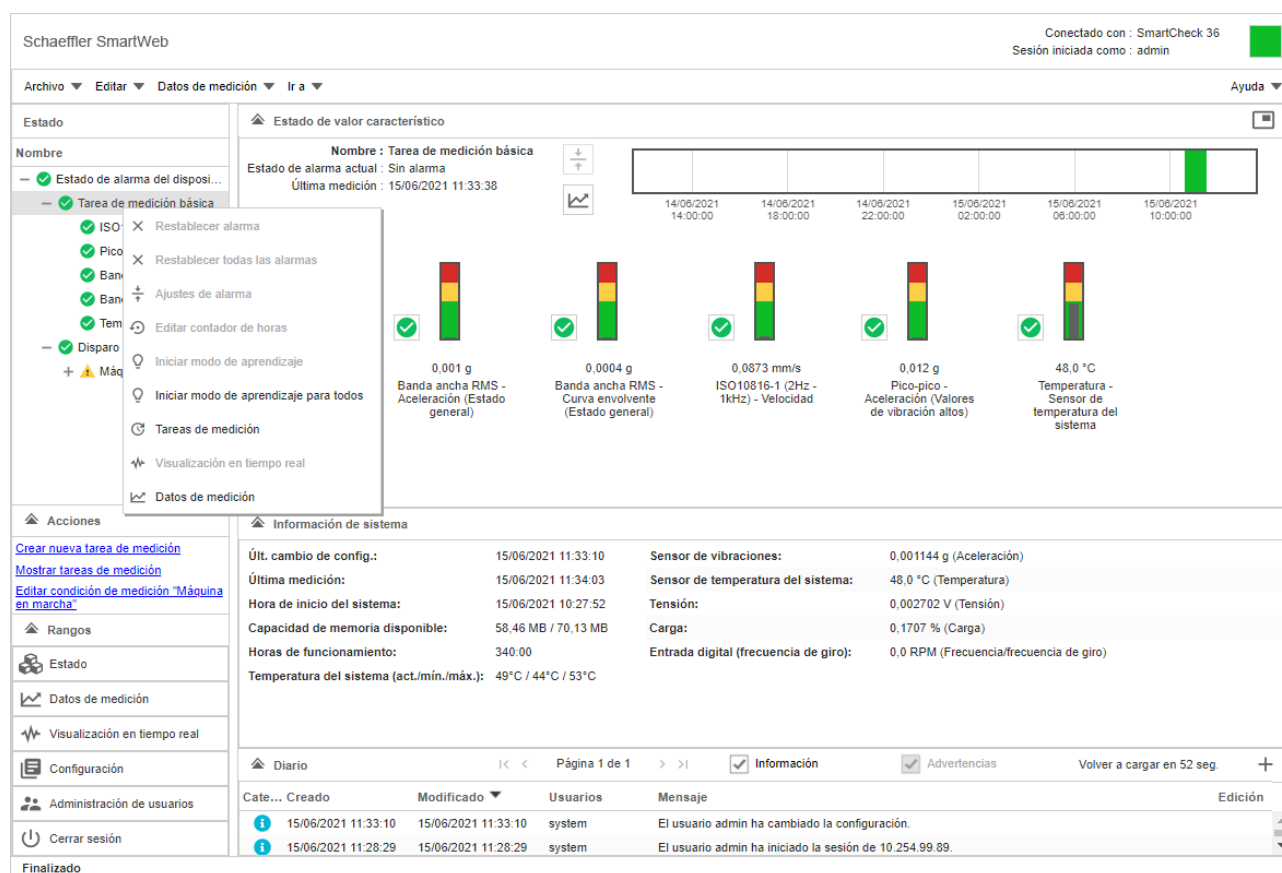 Schaeffler SmartWeb
Conectado con : SmartCheck 36
Sesión iniciada como : admin
Archivo Editar Datos de medición Ir a Ayuda
Estado
Nombre
Estado de alarma del disposi...
Tarea de medición básica
ISO
Pico
Ban
Ban
Tem
Disparo
Máq
Restablecer alarma
Restablecer todas las alarmas
Ajustes de alarma
Editar contador de horas
Iniciar modo de aprendizaje
Iniciar modo de aprendizaje para todos
Tareas de medición
Visualización en tiempo real
Datos de medición
Estado de valor característico
Nombre : Tarea de medición básica
Estado de alarma actual : Sin alarma
Última medición : 15/06/2021 11:33:38
14/06/2021 14:00:00
14/06/2021 18:00:00
14/06/2021 22:00:00
15/06/2021 02:00:00
15/06/2021 06:00:00
15/06/2021 10:00:00
0,001 g
Banda ancha RMS -
Aceleración (Estado
general)
0,0004 g
Banda ancha RMS -
Curva envolvente
(Estado general)
0,0873 mm/s
ISO10816-1 (2Hz -
1kHz) - Velocidad
0,012 g
Pico-pico -
Aceleración (Valores
de vibración altos)
48,0 °C
Temperatura -
Sensor de
temperatura del
sistema
Acciones
Crear nueva tarea de medición
Mostrar tareas de medición
Editar condición de medición "Máquina
en marcha"
Rangos
Estado
Datos de medición
Visualización en tiempo real
Configuración
Administración de usuarios
Cerrar sesión
Información de sistema
Últ. cambio de config.: 15/06/2021 11:33:10
Última medición: 15/06/2021 11:34:03
Hora de inicio del sistema: 15/06/2021 10:27:52
Capacidad de memoria disponible: 58,46 MB / 70,13 MB
Horas de funcionamiento: 340:00
Temperatura del sistema (act./mín./máx.): 49°C / 44°C / 53°C
Sensor de vibraciones: 0,001144 g (Aceleración)
Sensor de temperatura del sistema: 48,0 °C (Temperatura)
Tensión: 0,002702 V (Tensión)
Carga: 0,1707 % (Carga)
Entrada digital (frecuencia de giro): 0,0 RPM (Frecuencia/frecuencia de giro)
Diario Página 1 de 1 Información Advertencias Volver a cargar en 52 seg.
Cate... Creado Modificado Usuarios Mensaje Edición
15/06/2021 11:33:10 15/06/2021 11:33:10 system El usuario admin ha cambiado la configuración.
15/06/2021 11:28:29 15/06/2021 11:28:29 system El usuario admin ha iniciado la sesión de 10.254.99.89.
Finalizado